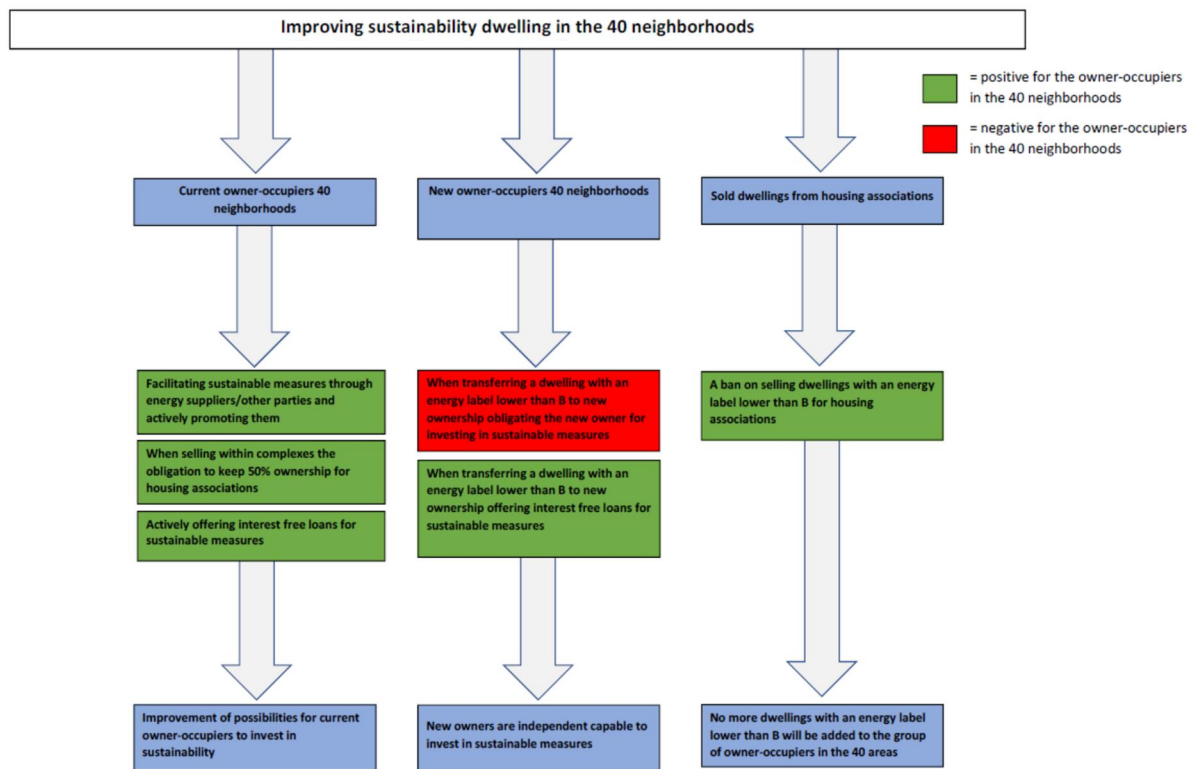 Improving sustainability dwelling in the 40 neighborhoods
= positive for the owner-occupiers
in the 40 neighborhoods
= negative for the owner-occupiers
in the 40 neighborhoods
Current owner-occupiers 40
neighborhoods
New owner-occupiers 40 neighborhoods
Sold dwellings from housing associations
Facilitating sustainable measures through
energy suppliers/other parties and
actively promoting them
When selling within complexes the
obligation to keep 50% ownership for
housing associations
Actively offering interest free loans for
sustainable measures
When transferring a dwelling with an
energy label lower than B to new
ownership obligating the new owner for
investing in sustainable measures
When transferring a dwelling with an
energy label lower than B to new
ownership offering interest free loans for
sustainable measures
A ban on selling dwellings with an energy
label lower than B for housing
associations
Improvement of possibilities for current
owner-occupiers to invest in
sustainability
New owners are independent capable to
invest in sustainable measures
No more dwellings with an energy label
lower than B will be added to the group
of owner-occupiers in the 40 areas